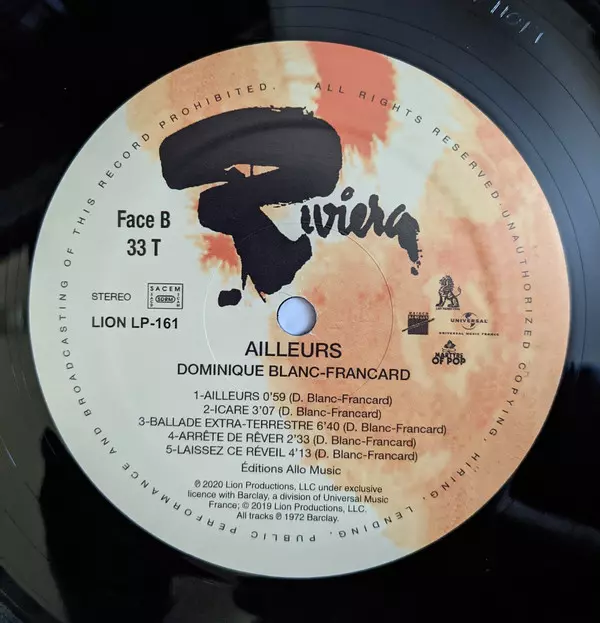 ALL RIGHTS RESERVED. UNAUTHORIZED COPYING, HIRING, LENDING, PUBLIC PERFORMANCE AND BROADCASTING OF THIS RECORD PROHIBITED.
Riviera
Face B
33 T
STEREO
SACEM
SDRM
LION LP-161
UNIVERSAL
UNIVERSAL MUSIC FRANCE
MASTERS
OF POP
AILLEURS
DOMINIQUE BLANC-FRANCARD
1-AILLEURS 0'59 (D. Blanc-Francard)
2-ICARE 3'07 (D. Blanc-Francard)
3-BALLADE EXTRA-TERRESTRE 6'40 (D. Blanc-Francard)
4-ARRÊTE DE RÊVER 2'33 (D. Blanc-Francard)
5-LAISSEZ CE RÉVEIL 4'13 (D. Blanc-Francard)
Éditions Allo Music
℗ 2020 Lion Productions, LLC under exclusive
licence with Barclay, a division of Universal Music
France; © 2019 Lion Productions, LLC.
All tracks ℗ 1972 Barclay.